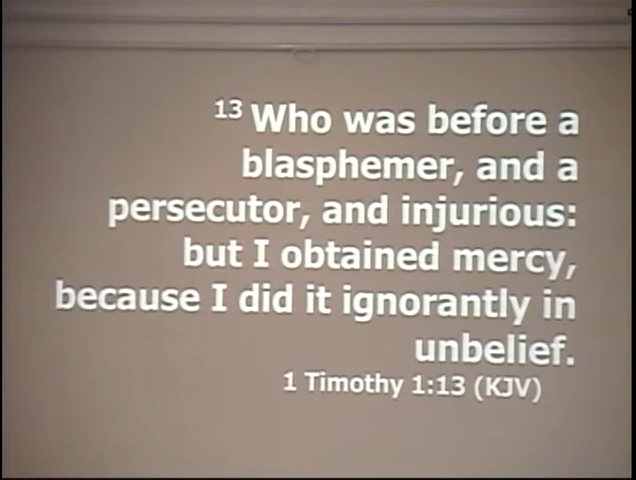 13 Who was before a
blasphemer, and a
persecutor, and injurious:
but I obtained mercy,
because I did it ignorantly in
unbelief.
1 Timothy 1:13 (KJV)